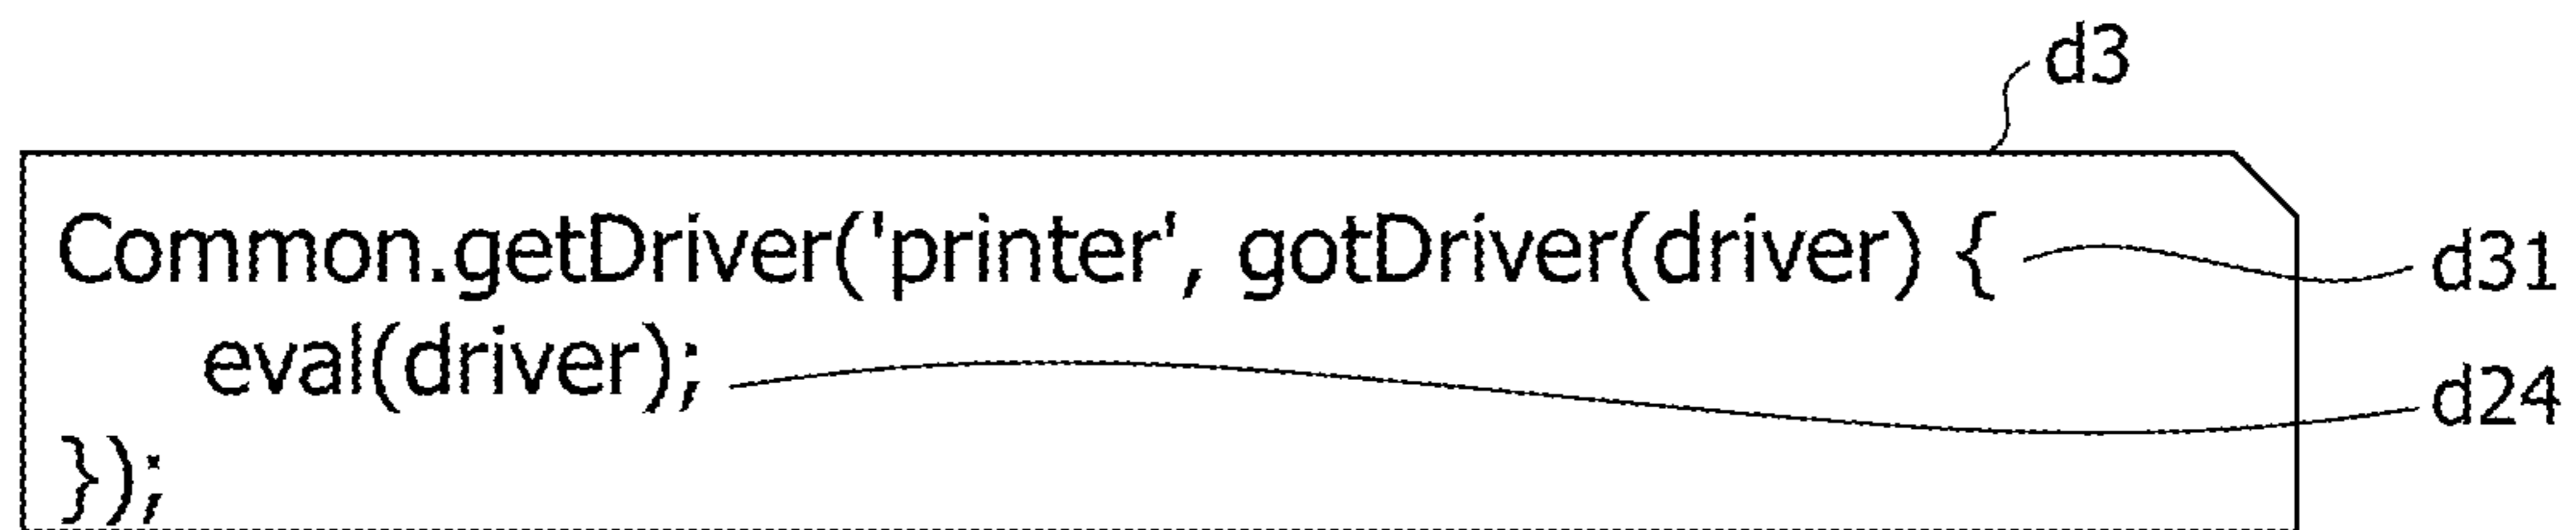 d3
Common.getDriver('printer', gotDriver(driver) {
d31
eval(driver);
d24
});